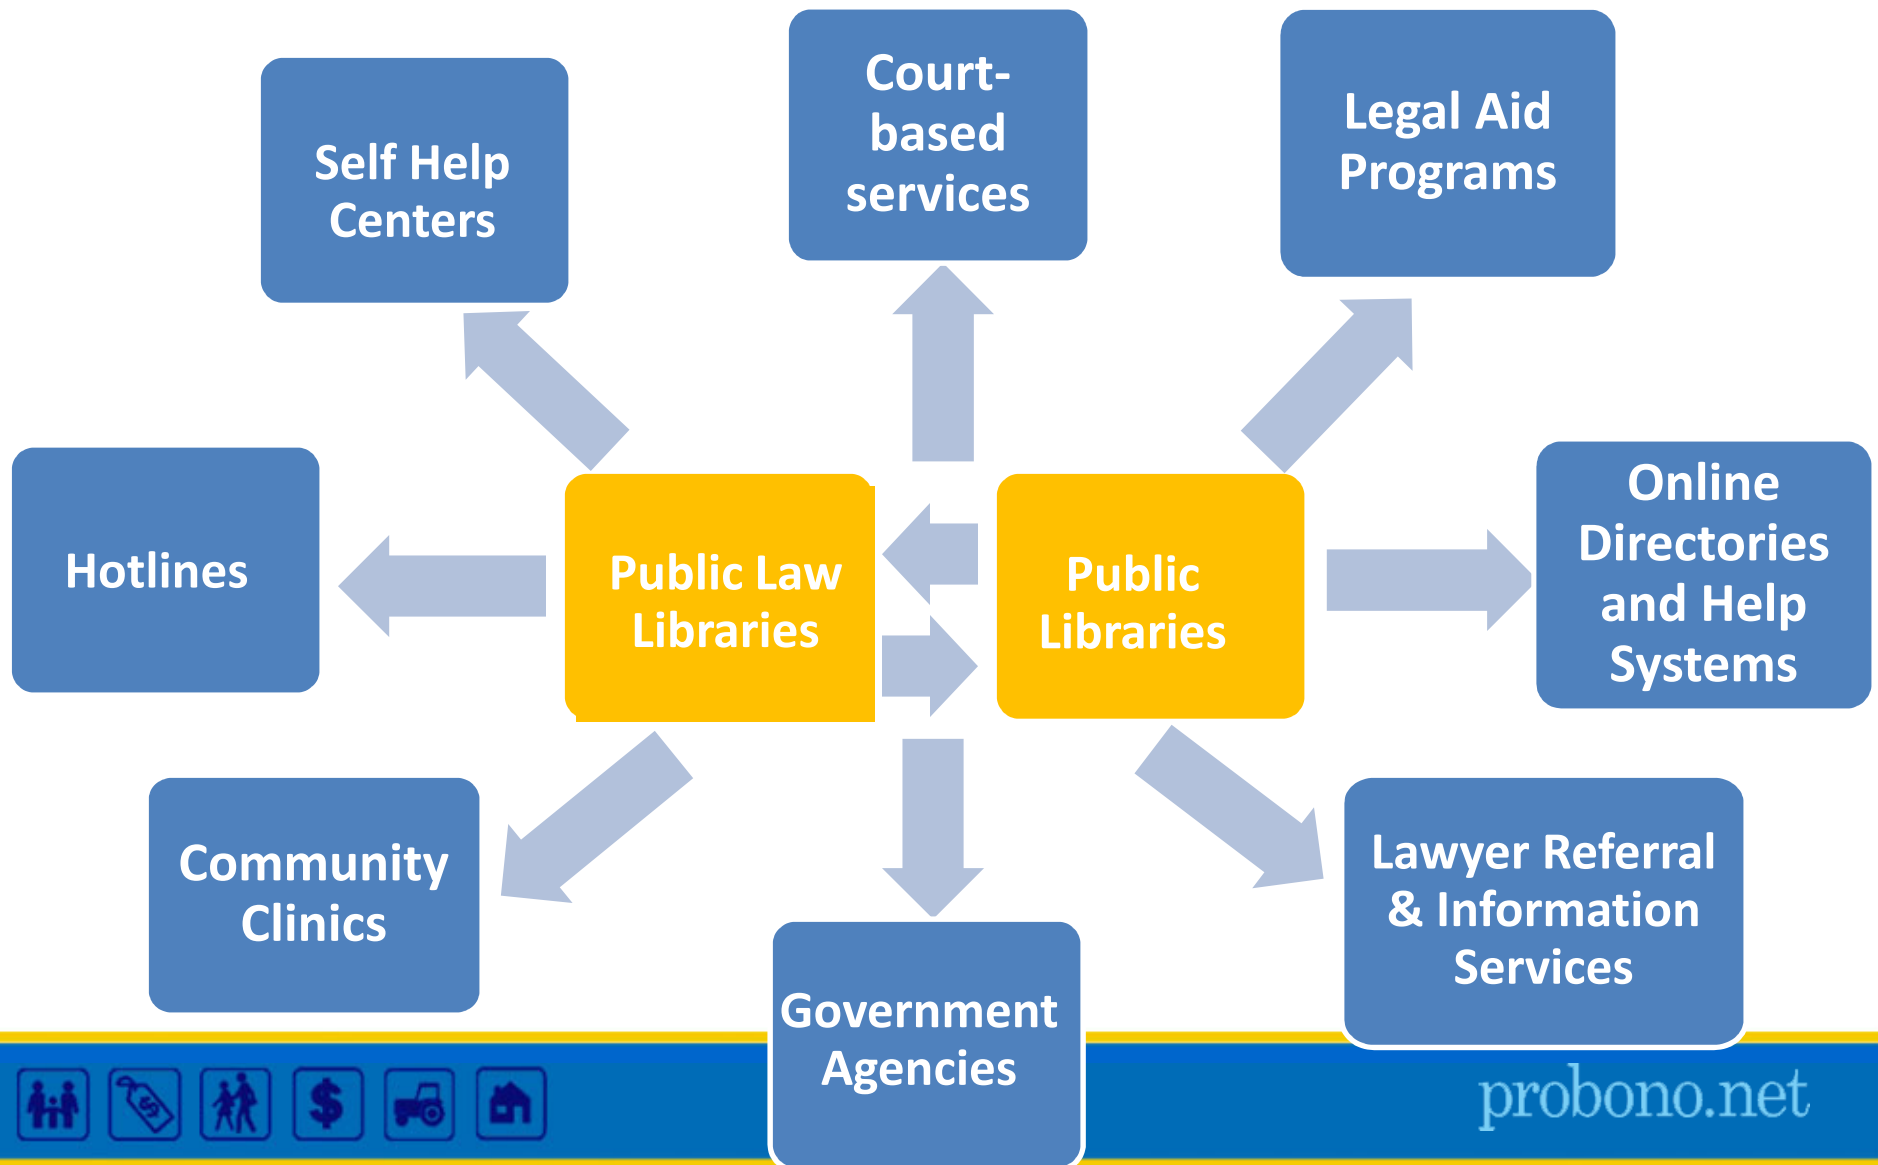 Court-
based
services
Legal Aid
Programs
Self Help
Centers
Online
Directories
and Help
Systems
Hotlines
Public Law
Libraries
Public
Libraries
Community
Clinics
Lawyer Referral
& Information
Services
Government
Agencies
$
$
probono.net